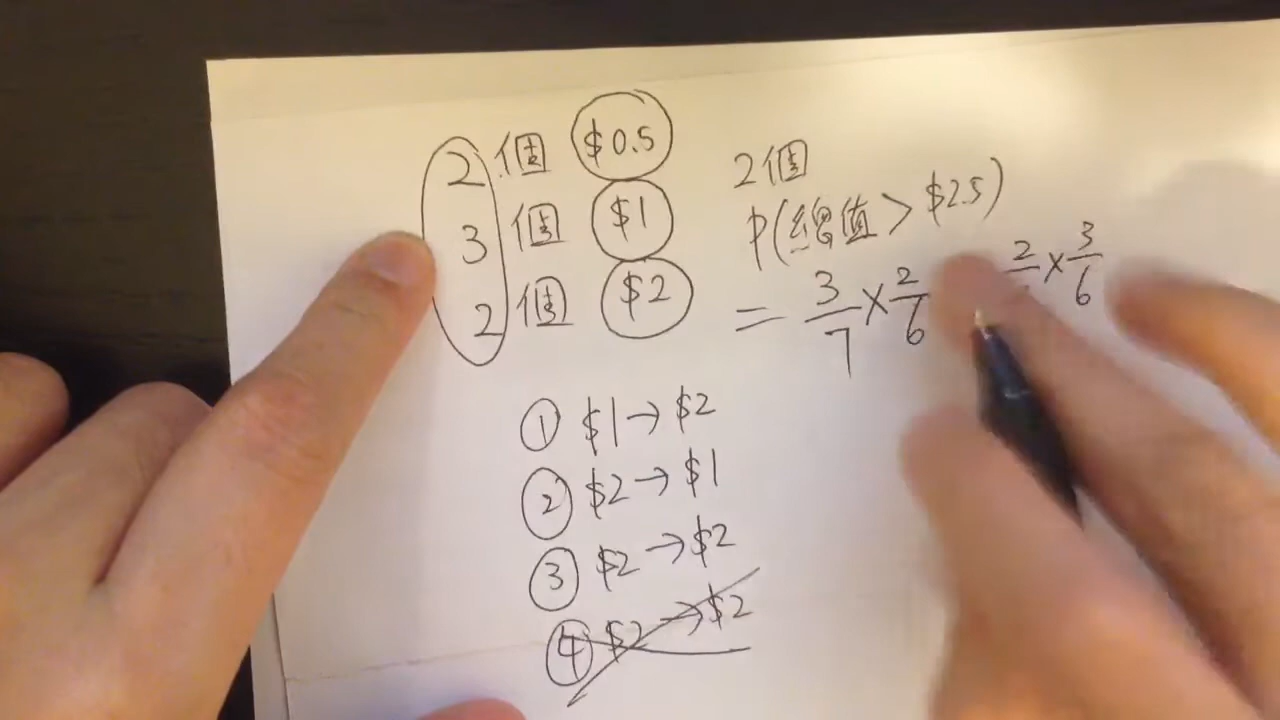 2個 $0.5
3個 $1
2個 $2
2個
P(總值 > $2.5)
= 3/7 × 2/6 2 × 3/6
① $1 → $2
② $2 → $1
③ $2 → $2
④ $2 → $2